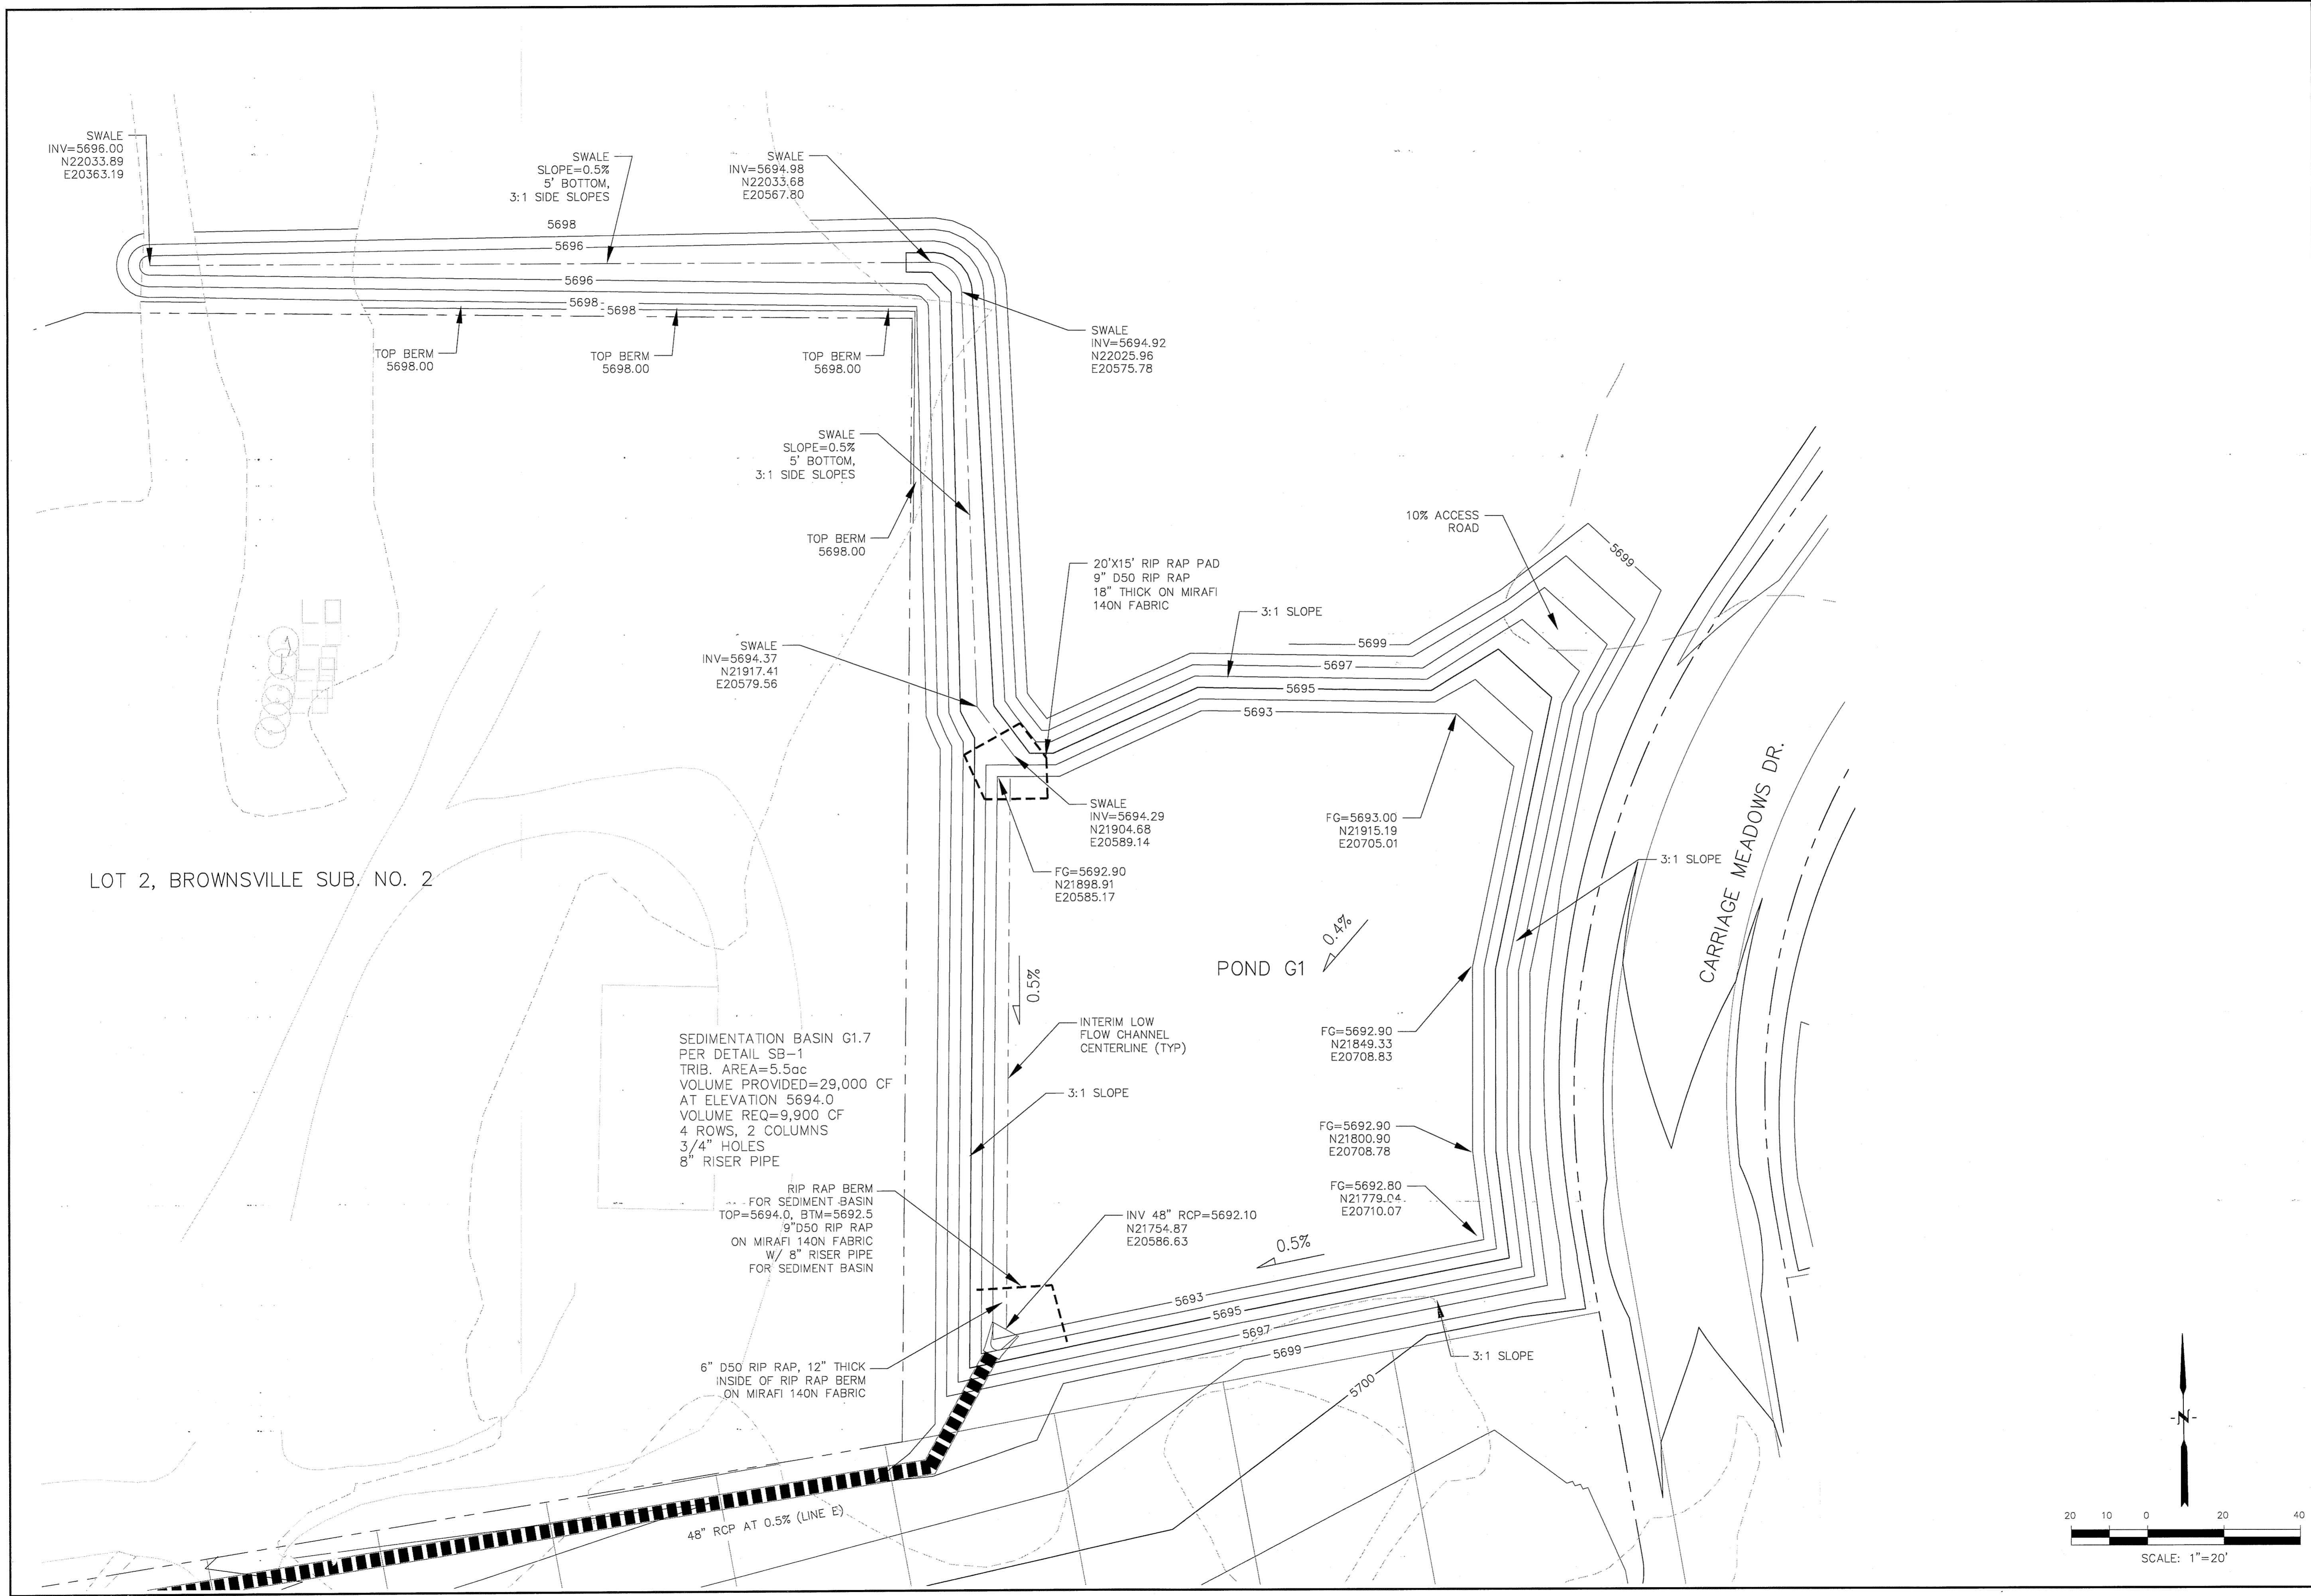 SWALE
INV=5696.00
N22033.89
E20363.19
SWALE
SLOPE=0.5%
5' BOTTOM,
3:1 SIDE SLOPES
SWALE
INV=5694.98
N22033.68
E20567.80
5698
5696
5696
5698
5698
TOP BERM
5698.00
TOP BERM
5698.00
TOP BERM
5698.00
SWALE
INV=5694.92
N22025.96
E20575.78
SWALE
SLOPE=0.5%
5' BOTTOM,
3:1 SIDE SLOPES
TOP BERM
5698.00
10% ACCESS
ROAD
5699
20'X15' RIP RAP PAD
9" D50 RIP RAP
18" THICK ON MIRAFI
140N FABRIC
3:1 SLOPE
5699
5697
5695
5693
SWALE
INV=5694.37
N21917.41
E20579.56
SWALE
INV=5694.29
N21904.68
E20589.14
FG=5692.90
N21898.91
E20585.17
FG=5693.00
N21915.19
E20705.01
3:1 SLOPE
CARRIAGE MEADOWS DR.
LOT 2, BROWNSVILLE SUB. NO. 2
POND G1
0.4%
0.5%
INTERIM LOW
FLOW CHANNEL
CENTERLINE (TYP)
3:1 SLOPE
FG=5692.90
N21849.33
E20708.83
SEDIMENTATION BASIN G1.7
PER DETAIL SB-1
TRIB. AREA=5.5ac
VOLUME PROVIDED=29,000 CF
AT ELEVATION 5694.0
VOLUME REQ=9,900 CF
4 ROWS, 2 COLUMNS
3/4" HOLES
8" RISER PIPE
FG=5692.90
N21800.90
E20708.78
FG=5692.80
N21779.04
E20710.07
RIP RAP BERM
FOR SEDIMENT BASIN
TOP=5694.0, BTM=5692.5
9"D50 RIP RAP
ON MIRAFI 140N FABRIC
W/ 8" RISER PIPE
FOR SEDIMENT BASIN
INV 48" RCP=5692.10
N21754.87
E20586.63
0.5%
5693
5695
5697
5699
3:1 SLOPE
6" D50 RIP RAP, 12" THICK
INSIDE OF RIP RAP BERM
ON MIRAFI 140N FABRIC
5700
48" RCP AT 0.5% (LINE E)
-N-
20 10 0 20 40
SCALE: 1"=20'